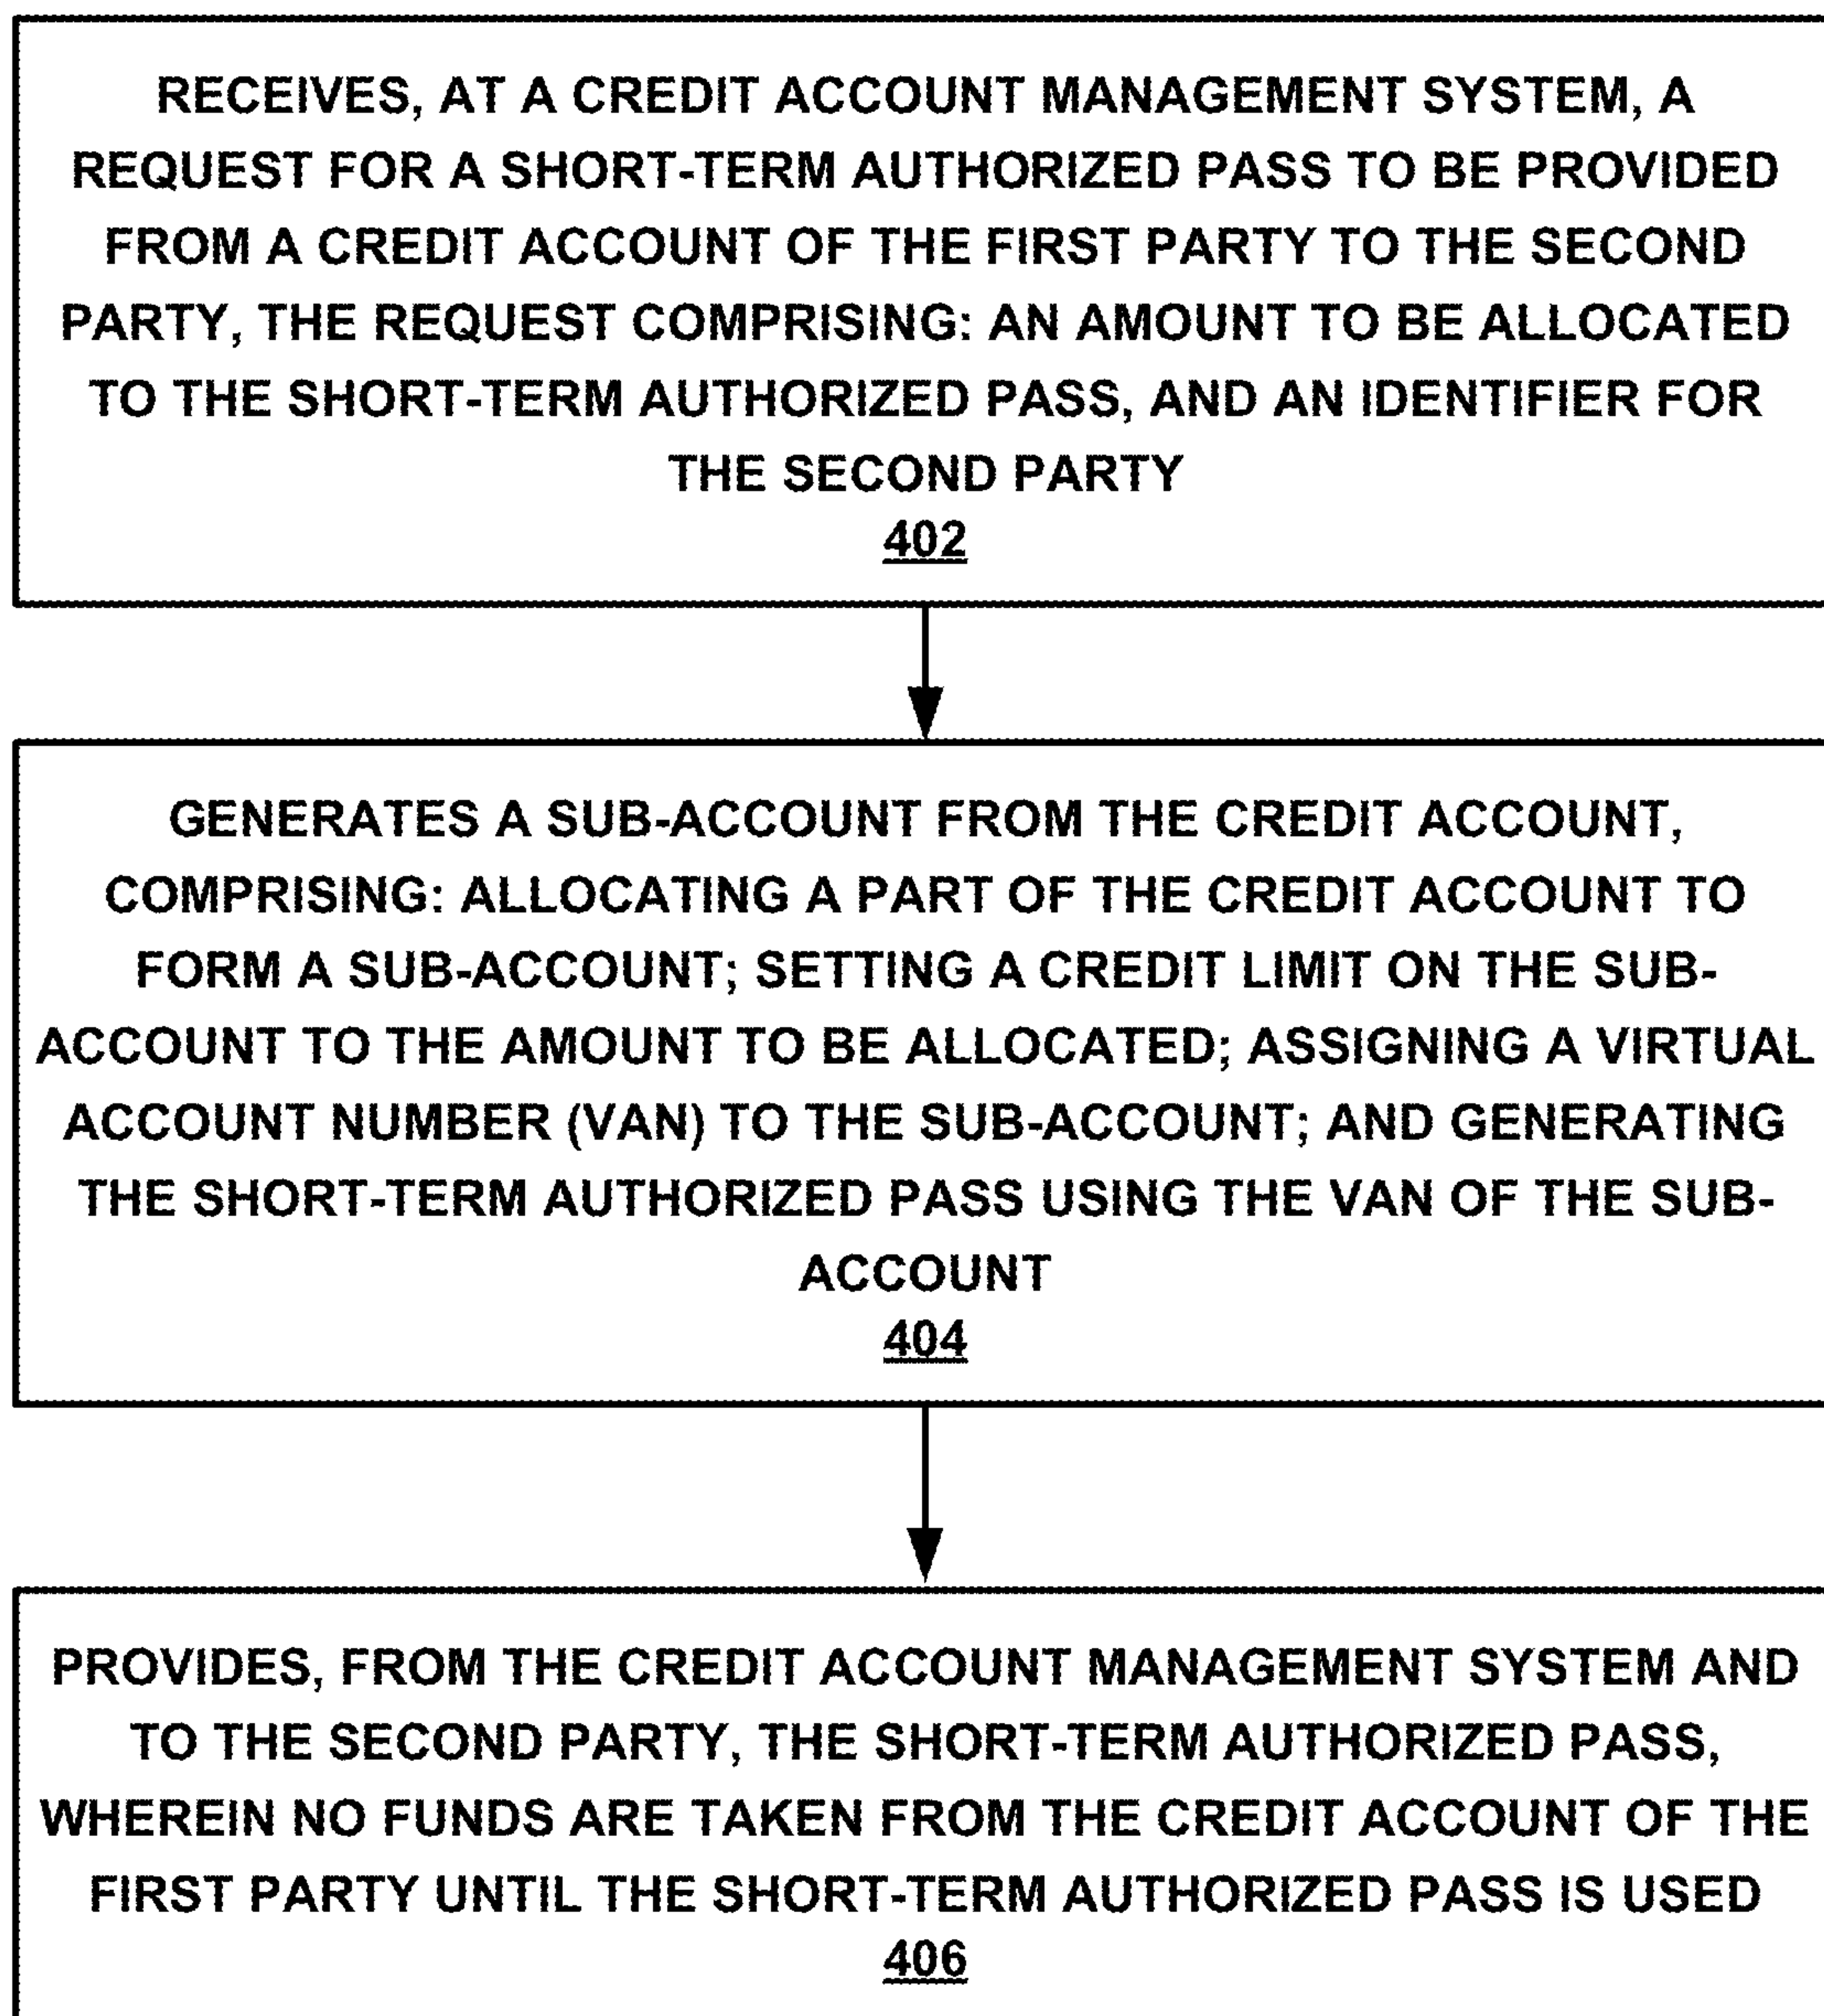 RECEIVES, AT A CREDIT ACCOUNT MANAGEMENT SYSTEM, A
REQUEST FOR A SHORT-TERM AUTHORIZED PASS TO BE PROVIDED
FROM A CREDIT ACCOUNT OF THE FIRST PARTY TO THE SECOND
PARTY, THE REQUEST COMPRISING: AN AMOUNT TO BE ALLOCATED
TO THE SHORT-TERM AUTHORIZED PASS, AND AN IDENTIFIER FOR
THE SECOND PARTY
402
GENERATES A SUB-ACCOUNT FROM THE CREDIT ACCOUNT,
COMPRISING: ALLOCATING A PART OF THE CREDIT ACCOUNT TO
FORM A SUB-ACCOUNT; SETTING A CREDIT LIMIT ON THE SUB-
ACCOUNT TO THE AMOUNT TO BE ALLOCATED; ASSIGNING A VIRTUAL
ACCOUNT NUMBER (VAN) TO THE SUB-ACCOUNT; AND GENERATING
THE SHORT-TERM AUTHORIZED PASS USING THE VAN OF THE SUB-
ACCOUNT
404
PROVIDES, FROM THE CREDIT ACCOUNT MANAGEMENT SYSTEM AND
TO THE SECOND PARTY, THE SHORT-TERM AUTHORIZED PASS,
WHEREIN NO FUNDS ARE TAKEN FROM THE CREDIT ACCOUNT OF THE
FIRST PARTY UNTIL THE SHORT-TERM AUTHORIZED PASS IS USED
406